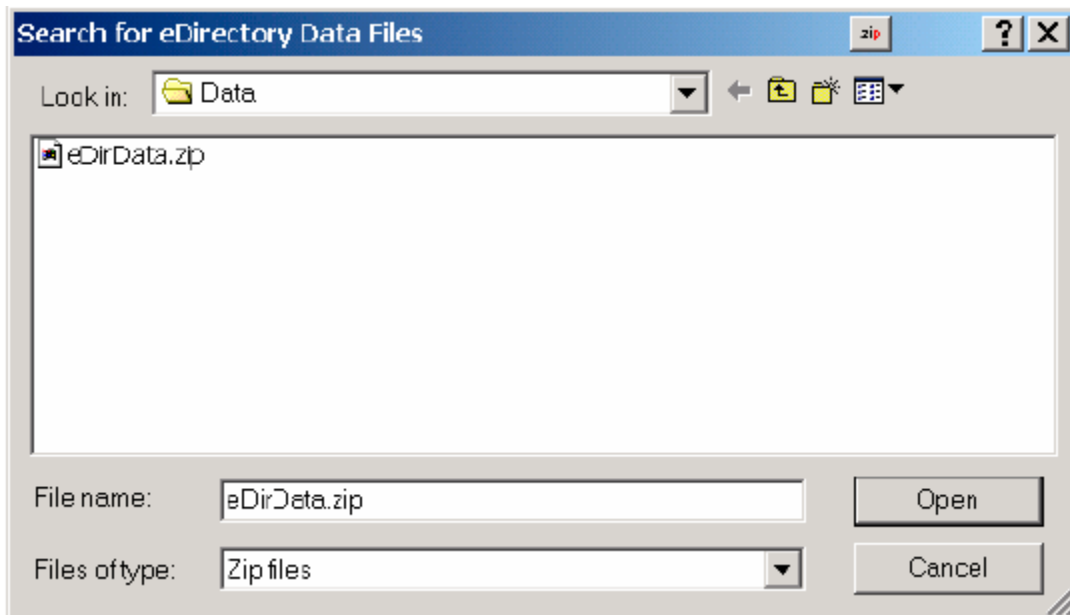 Search for eDirectory Data Files
zip
?
Look in:
Data
eDirData.zip
File name:
eDirData.zip
Open
Files of type:
Zip files
Cancel